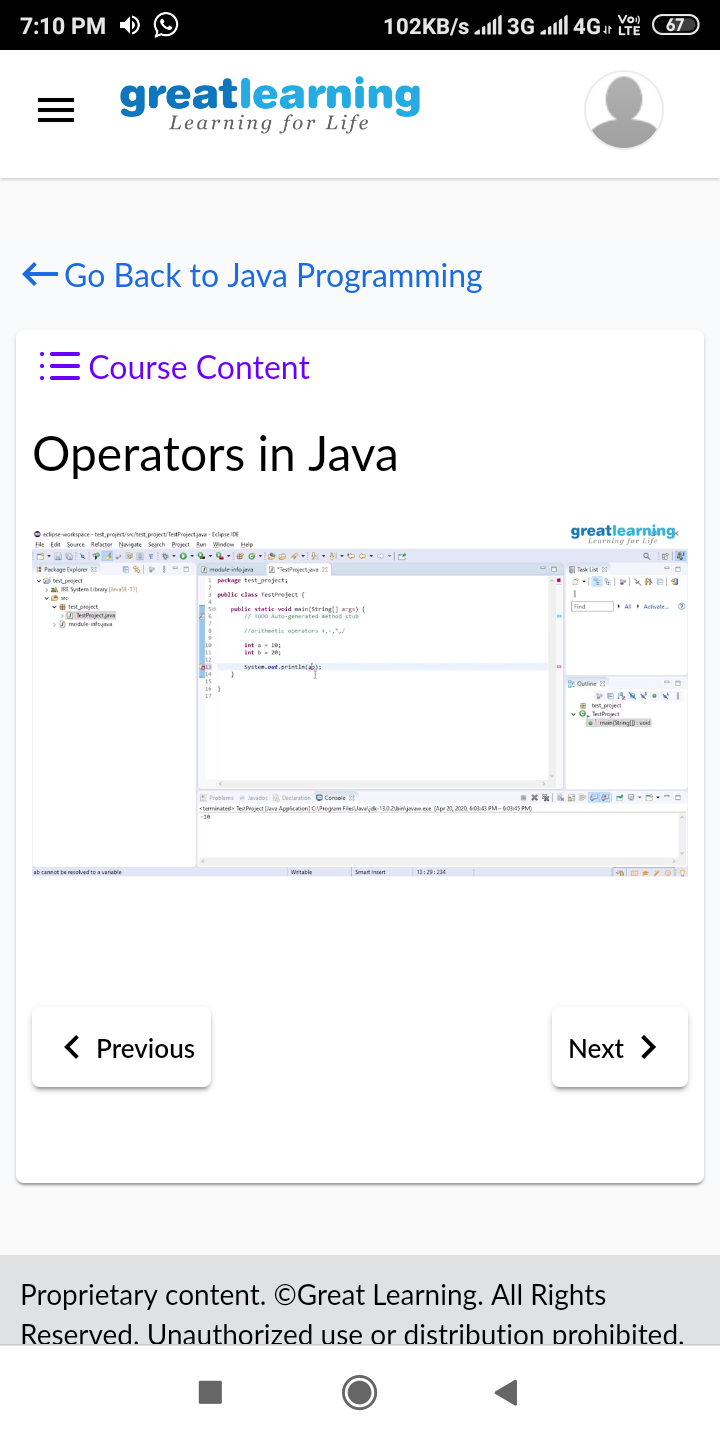 7:10 PM 102KB/s 3G 4G Vo)) LTE 67
greatlearning
Learning for Life
Go Back to Java Programming
Course Content
Operators in Java
greatlearning
Learning for Life
eclipse-workspace - test_project/src/test_project/TestProject.java - Eclipse IDE
File Edit Source Refactor Navigate Search Project Run Window Help
Package Explorer
module-info.java *TestProject.java
Task List
test_project
JRE System Library [JavaSE-13]
src
test_project
TestProject.java
module-info.java
1 package test_project;
2
3 public class TestProject {
4
5 public static void main(String[] args) {
6 // TODO Auto-generated method stub
7
8 //arithmetic operators +,-,*,/
9
10 int a = 10;
11 int b = 20;
12
13 System.out.println(ab);
14 }
15
16 }
17
Find All Activate...
Outline
test_project
TestProject
main(String[]) : void
Problems Javadoc Declaration Console
<terminated> TestProject [Java Application] C:\Program Files\Java\jdk-13.0.2\bin\javaw.exe (Apr 20, 2020, 6:03:43 PM – 6:03:45 PM)
-10
ab cannot be resolved to a variable Writable Smart Insert 13 : 29 : 234
Previous
Next
Proprietary content. ©Great Learning. All Rights
Reserved. Unauthorized use or distribution prohibited.